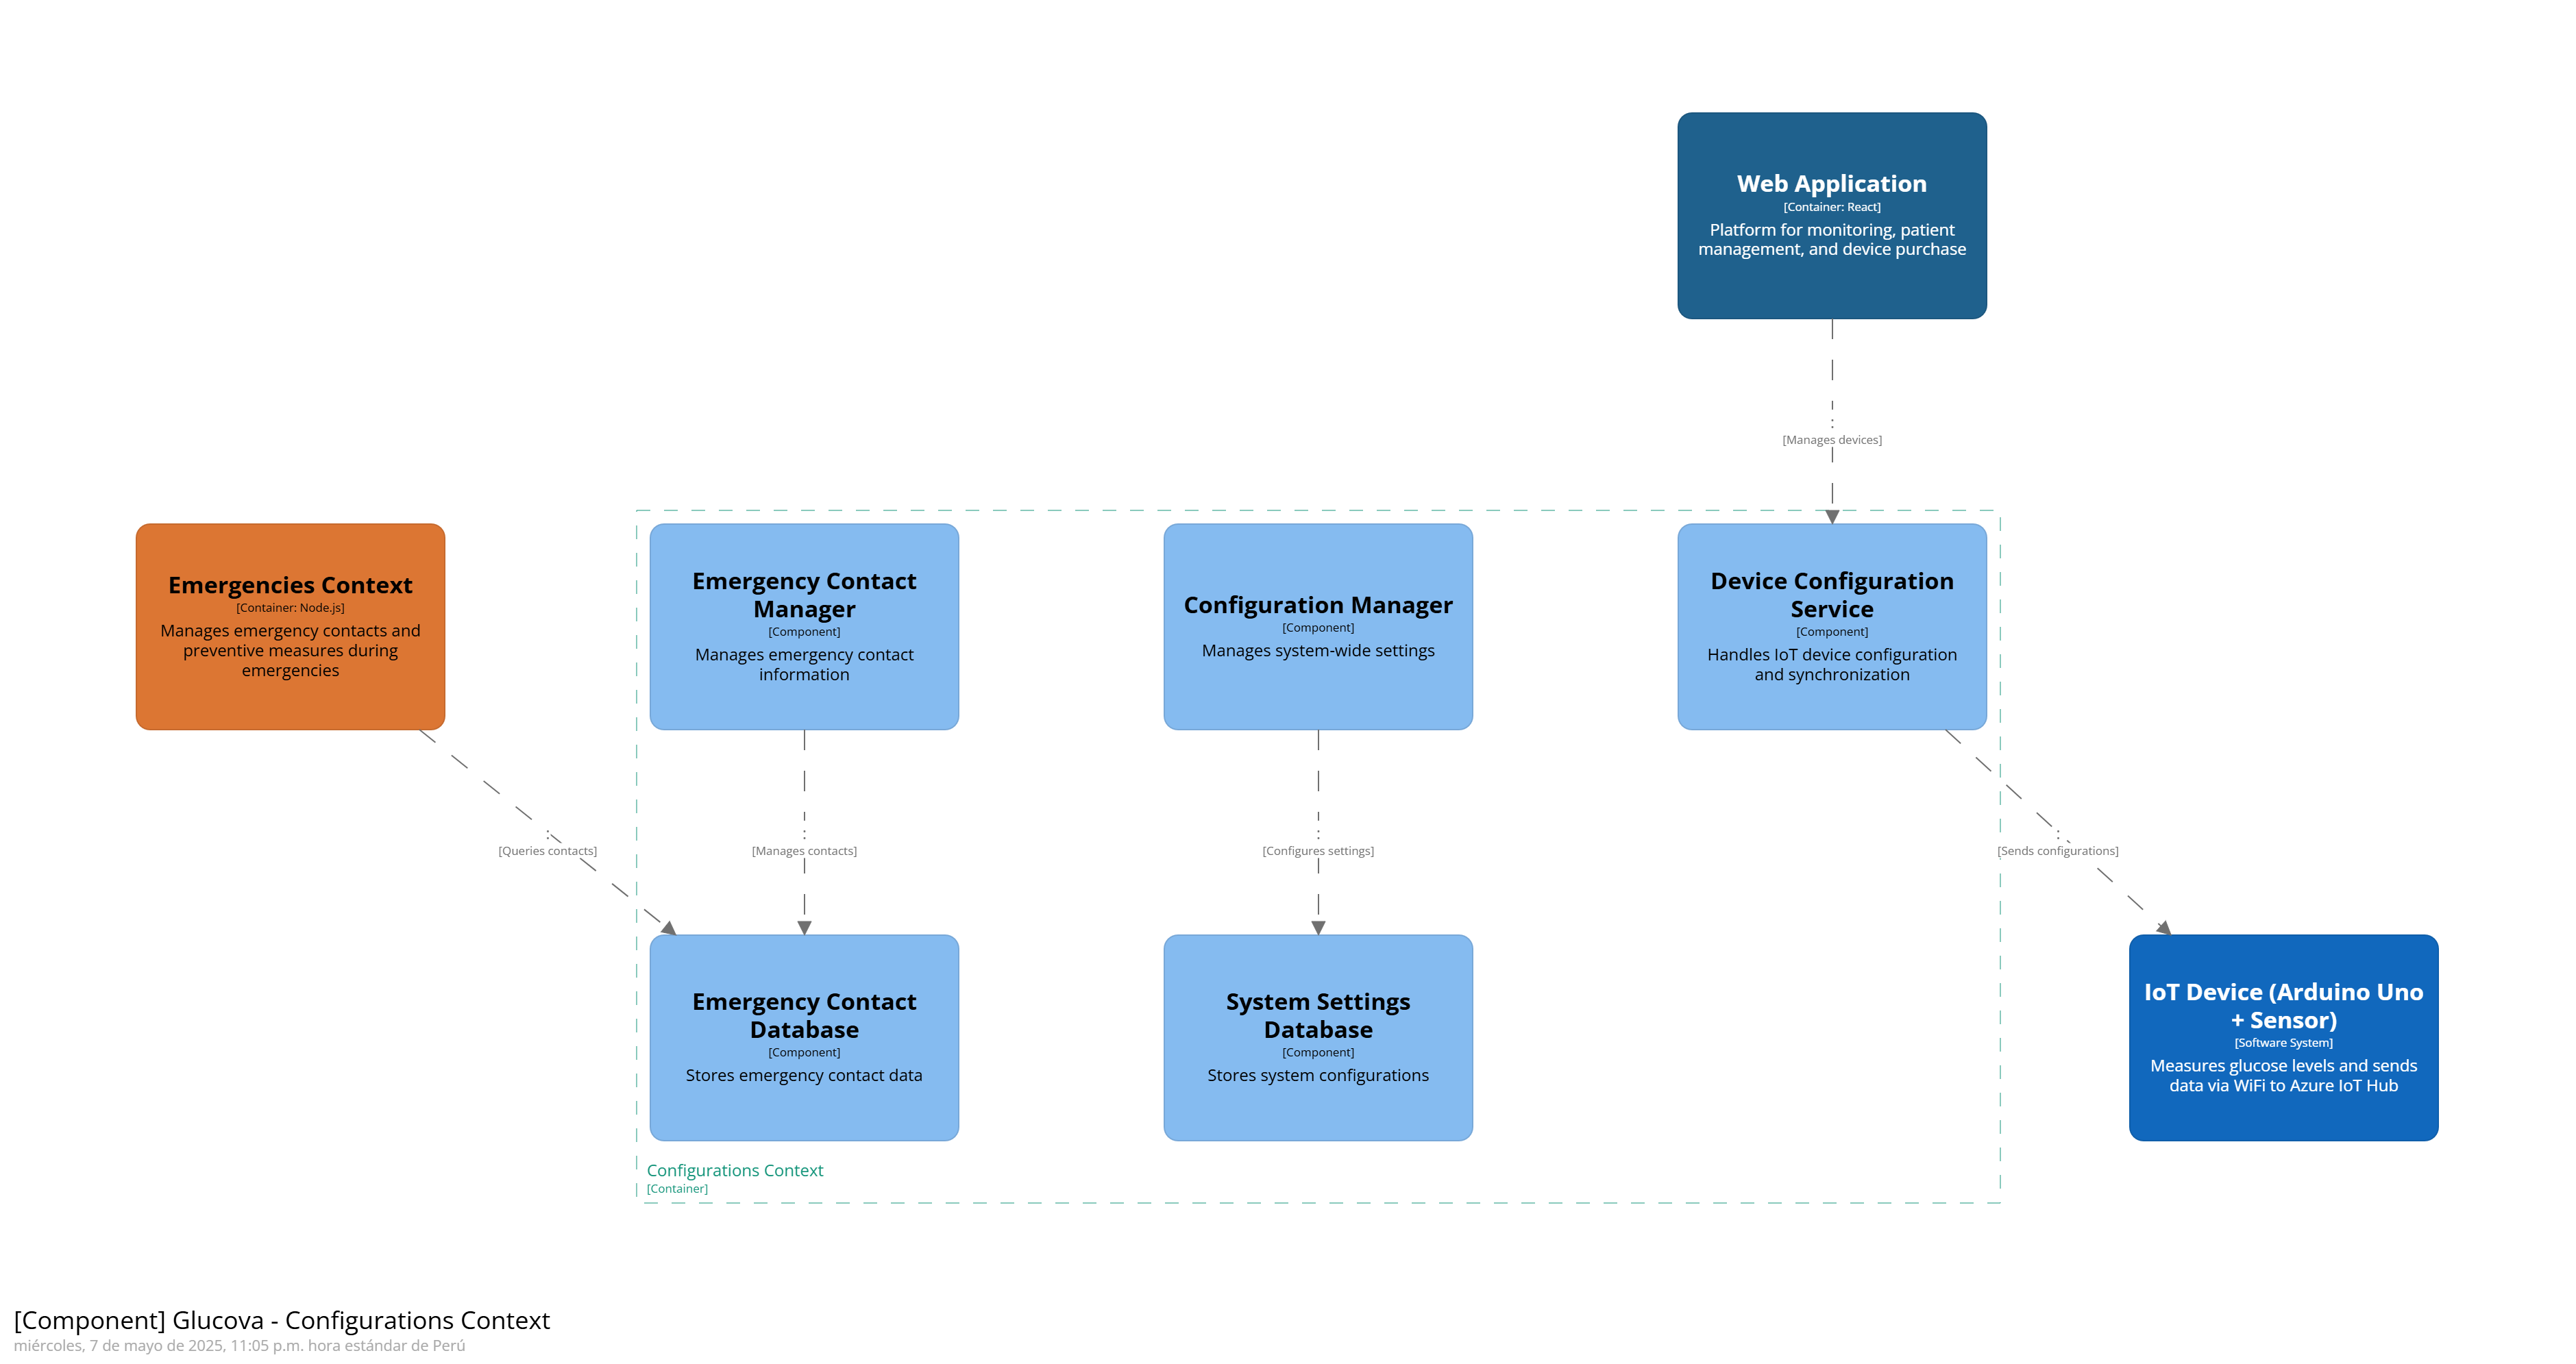 Web Application
[Container: React]
Platform for monitoring, patient
management, and device purchase
:
[Manages devices]
Emergencies Context
[Container: Node.js]
Manages emergency contacts and
preventive measures during
emergencies
Emergency Contact
Manager
[Component]
Manages emergency contact
information
Configuration Manager
[Component]
Manages system-wide settings
Device Configuration
Service
[Component]
Handles IoT device configuration
and synchronization
:
[Queries contacts]
:
[Manages contacts]
:
[Configures settings]
:
[Sends configurations]
Emergency Contact
Database
[Component]
Stores emergency contact data
System Settings
Database
[Component]
Stores system configurations
IoT Device (Arduino Uno
+ Sensor)
[Software System]
Measures glucose levels and sends
data via WiFi to Azure IoT Hub
Configurations Context
[Container]
[Component] Glucova - Configurations Context
miércoles, 7 de mayo de 2025, 11:05 p.m. hora estándar de Perú